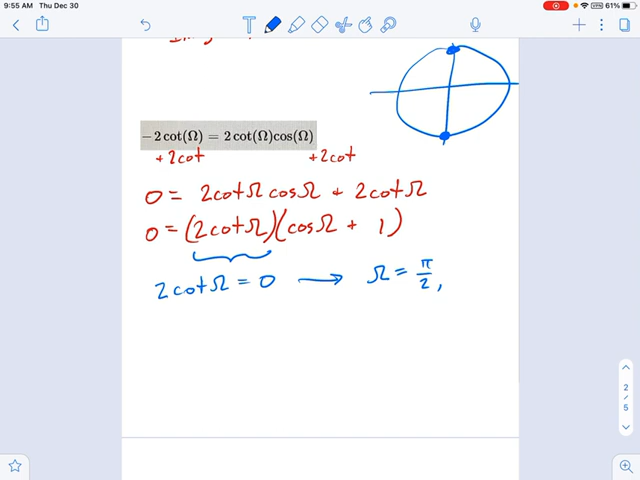 9:55 AM Thu Dec 30
61%
-2 cot(Ω) = 2 cot(Ω)cos(Ω)
+2cot +2cot
0 = 2cotΩ cosΩ + 2cotΩ
0 = (2cotΩ)(cosΩ + 1)
2cotΩ = 0 → Ω = π/2,
2
/
5